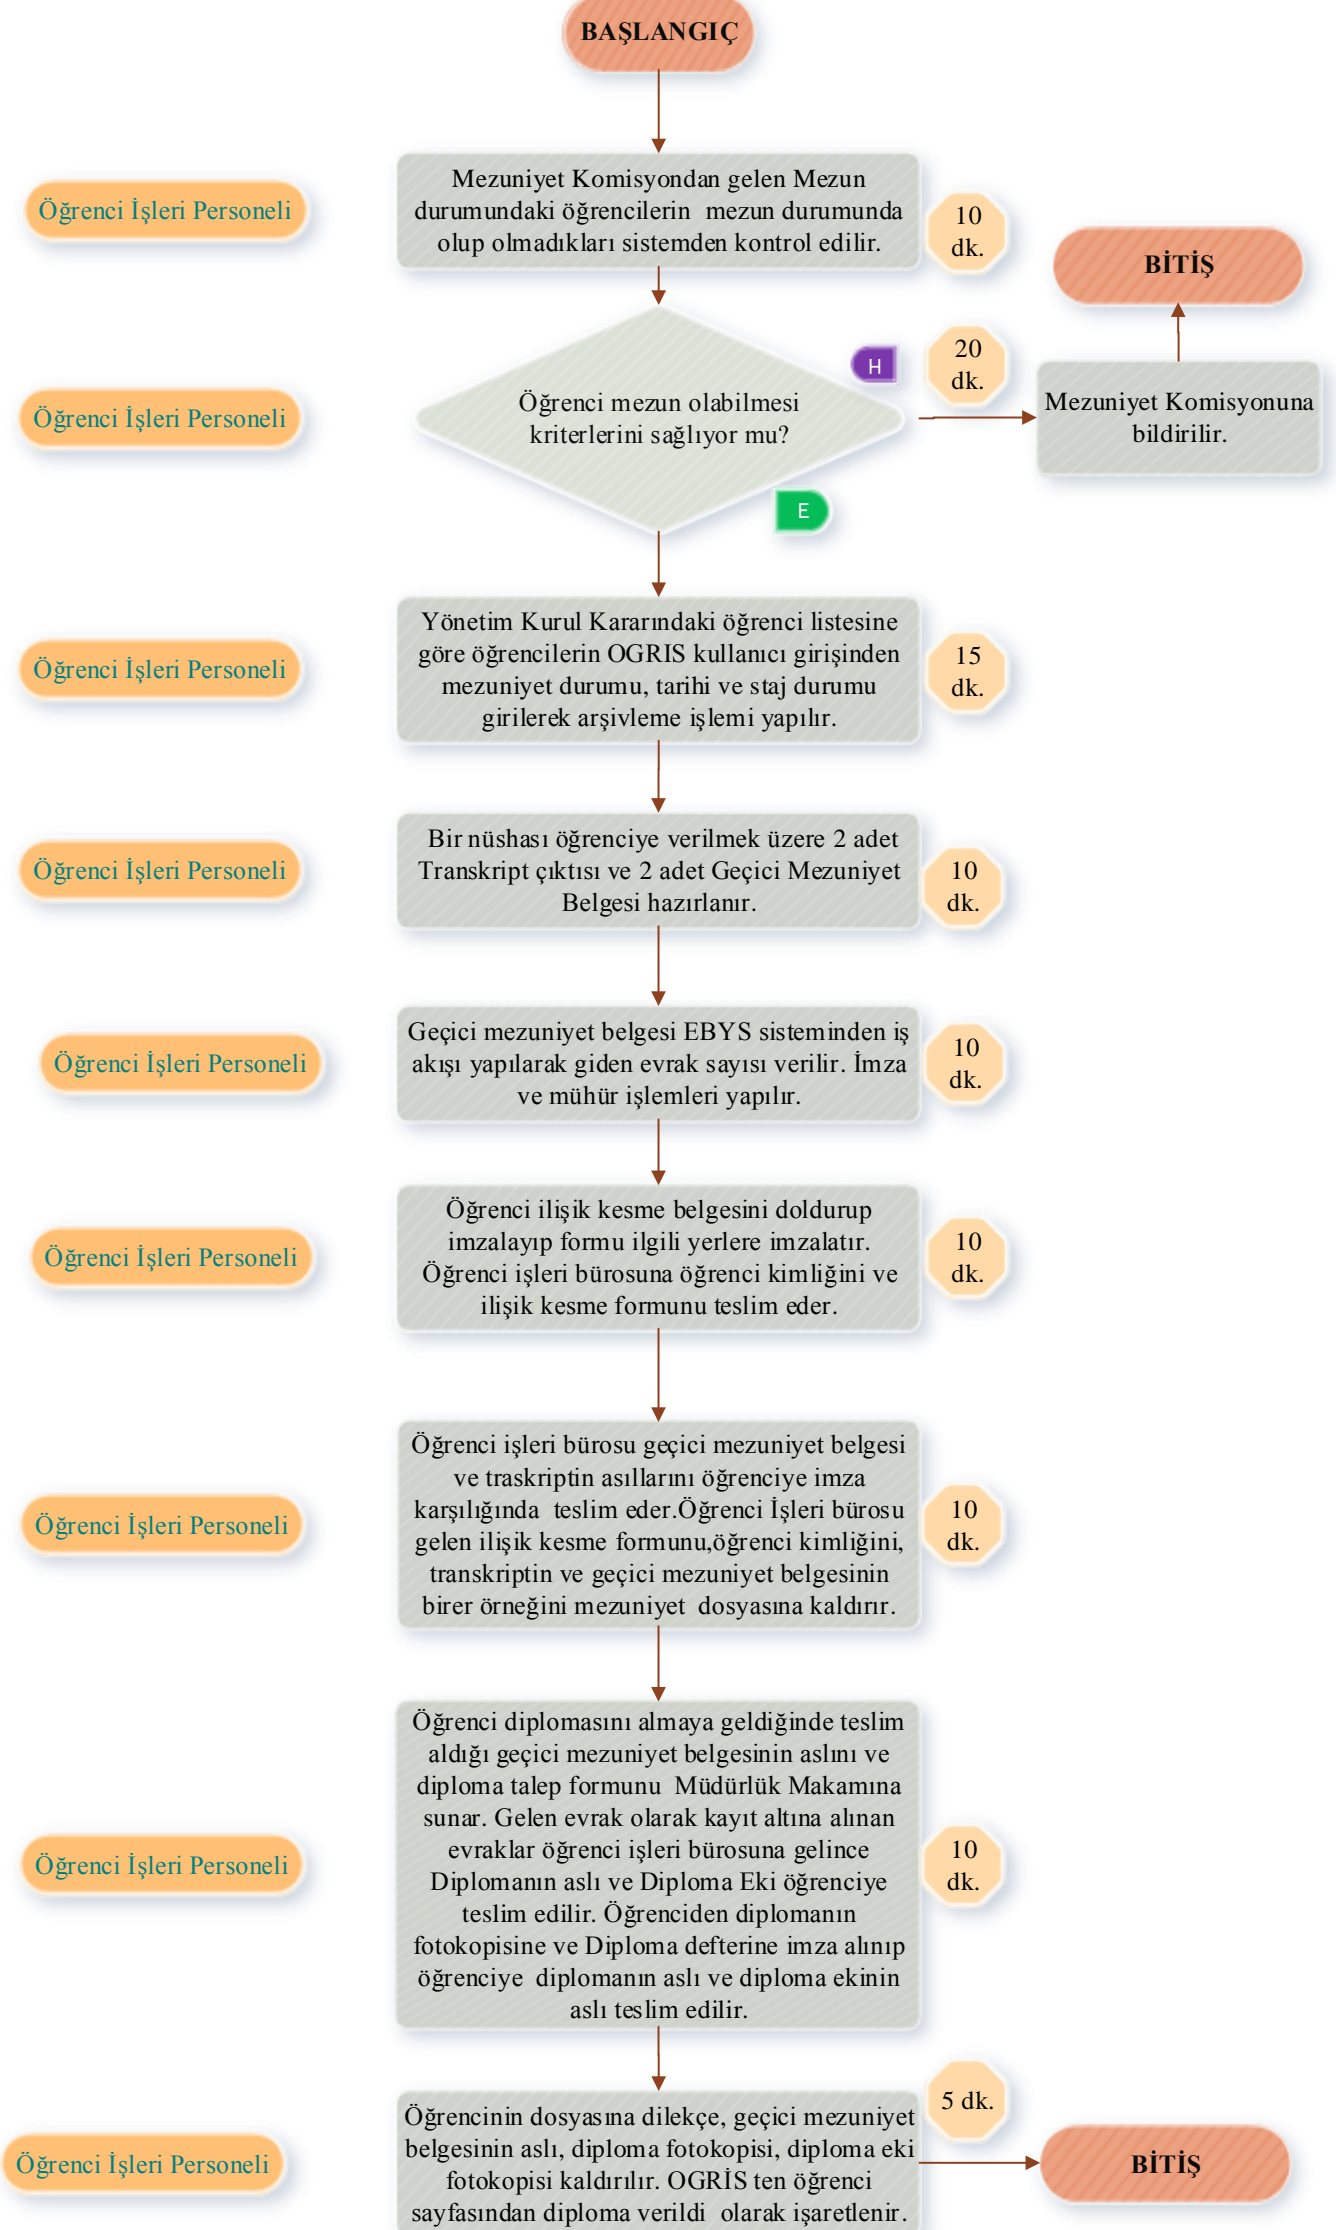 BAŞLANGIÇ
Öğrenci İşleri Personeli
Mezuniyet Komisyondan gelen Mezun
durumundaki öğrencilerin mezun durumunda
olup olmadıkları sistemden kontrol edilir.
10
dk.
BİTİŞ
Öğrenci İşleri Personeli
Öğrenci mezun olabilmesi
kriterlerini sağlıyor mu?
H
20
dk.
Mezuniyet Komisyonuna
bildirilir.
E
Öğrenci İşleri Personeli
Yönetim Kurul Kararındaki öğrenci listesine
göre öğrencilerin OGRIS kullanıcı girişinden
mezuniyet durumu, tarihi ve staj durumu
girilerek arşivleme işlemi yapılır.
15
dk.
Öğrenci İşleri Personeli
Bir nüshası öğrenciye verilmek üzere 2 adet
Transkript çıktısı ve 2 adet Geçici Mezuniyet
Belgesi hazırlanır.
10
dk.
Öğrenci İşleri Personeli
Geçici mezuniyet belgesi EBYS sisteminden iş
akışı yapılarak giden evrak sayısı verilir. İmza
ve mühür işlemleri yapılır.
10
dk.
Öğrenci İşleri Personeli
Öğrenci ilişik kesme belgesini doldurup
imzalayıp formu ilgili yerlere imzalatır.
Öğrenci işleri bürosuna öğrenci kimliğini ve
ilişik kesme formunu teslim eder.
10
dk.
Öğrenci İşleri Personeli
Öğrenci işleri bürosu geçici mezuniyet belgesi
ve traskriptin asıllarını öğrenciye imza
karşılığında teslim eder.Öğrenci İşleri bürosu
gelen ilişik kesme formunu,öğrenci kimliğini,
transkriptin ve geçici mezuniyet belgesinin
birer örneğini mezuniyet dosyasına kaldırır.
10
dk.
Öğrenci İşleri Personeli
Öğrenci diplomasını almaya geldiğinde teslim
aldığı geçici mezuniyet belgesinin aslını ve
diploma talep formunu Müdürlük Makamına
sunar. Gelen evrak olarak kayıt altına alınan
evraklar öğrenci işleri bürosuna gelince
Diplomanın aslı ve Diploma Eki öğrenciye
teslim edilir. Öğrenciden diplomanın
fotokopisine ve Diploma defterine imza alınıp
öğrenciye diplomanın aslı ve diploma ekinin
aslı teslim edilir.
10
dk.
Öğrenci İşleri Personeli
Öğrencinin dosyasına dilekçe, geçici mezuniyet
belgesinin aslı, diploma fotokopisi, diploma eki
fotokopisi kaldırılır. OGRİS ten öğrenci
sayfasından diploma verildi olarak işaretlenir.
5 dk.
BİTİŞ